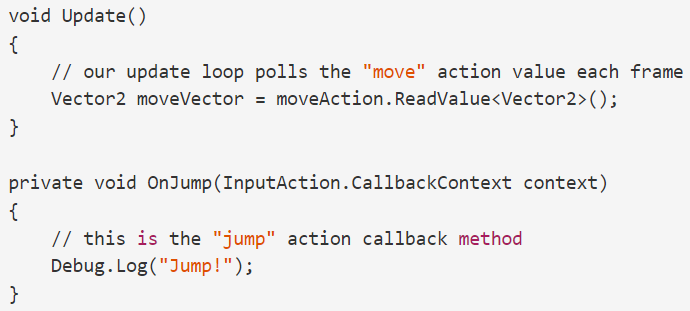 void Update()
{
    // our update loop polls the "move" action value each frame
    Vector2 moveVector = moveAction.ReadValue<Vector2>();
}

private void OnJump(InputAction.CallbackContext context)
{
    // this is the "jump" action callback method
    Debug.Log("Jump!");
}